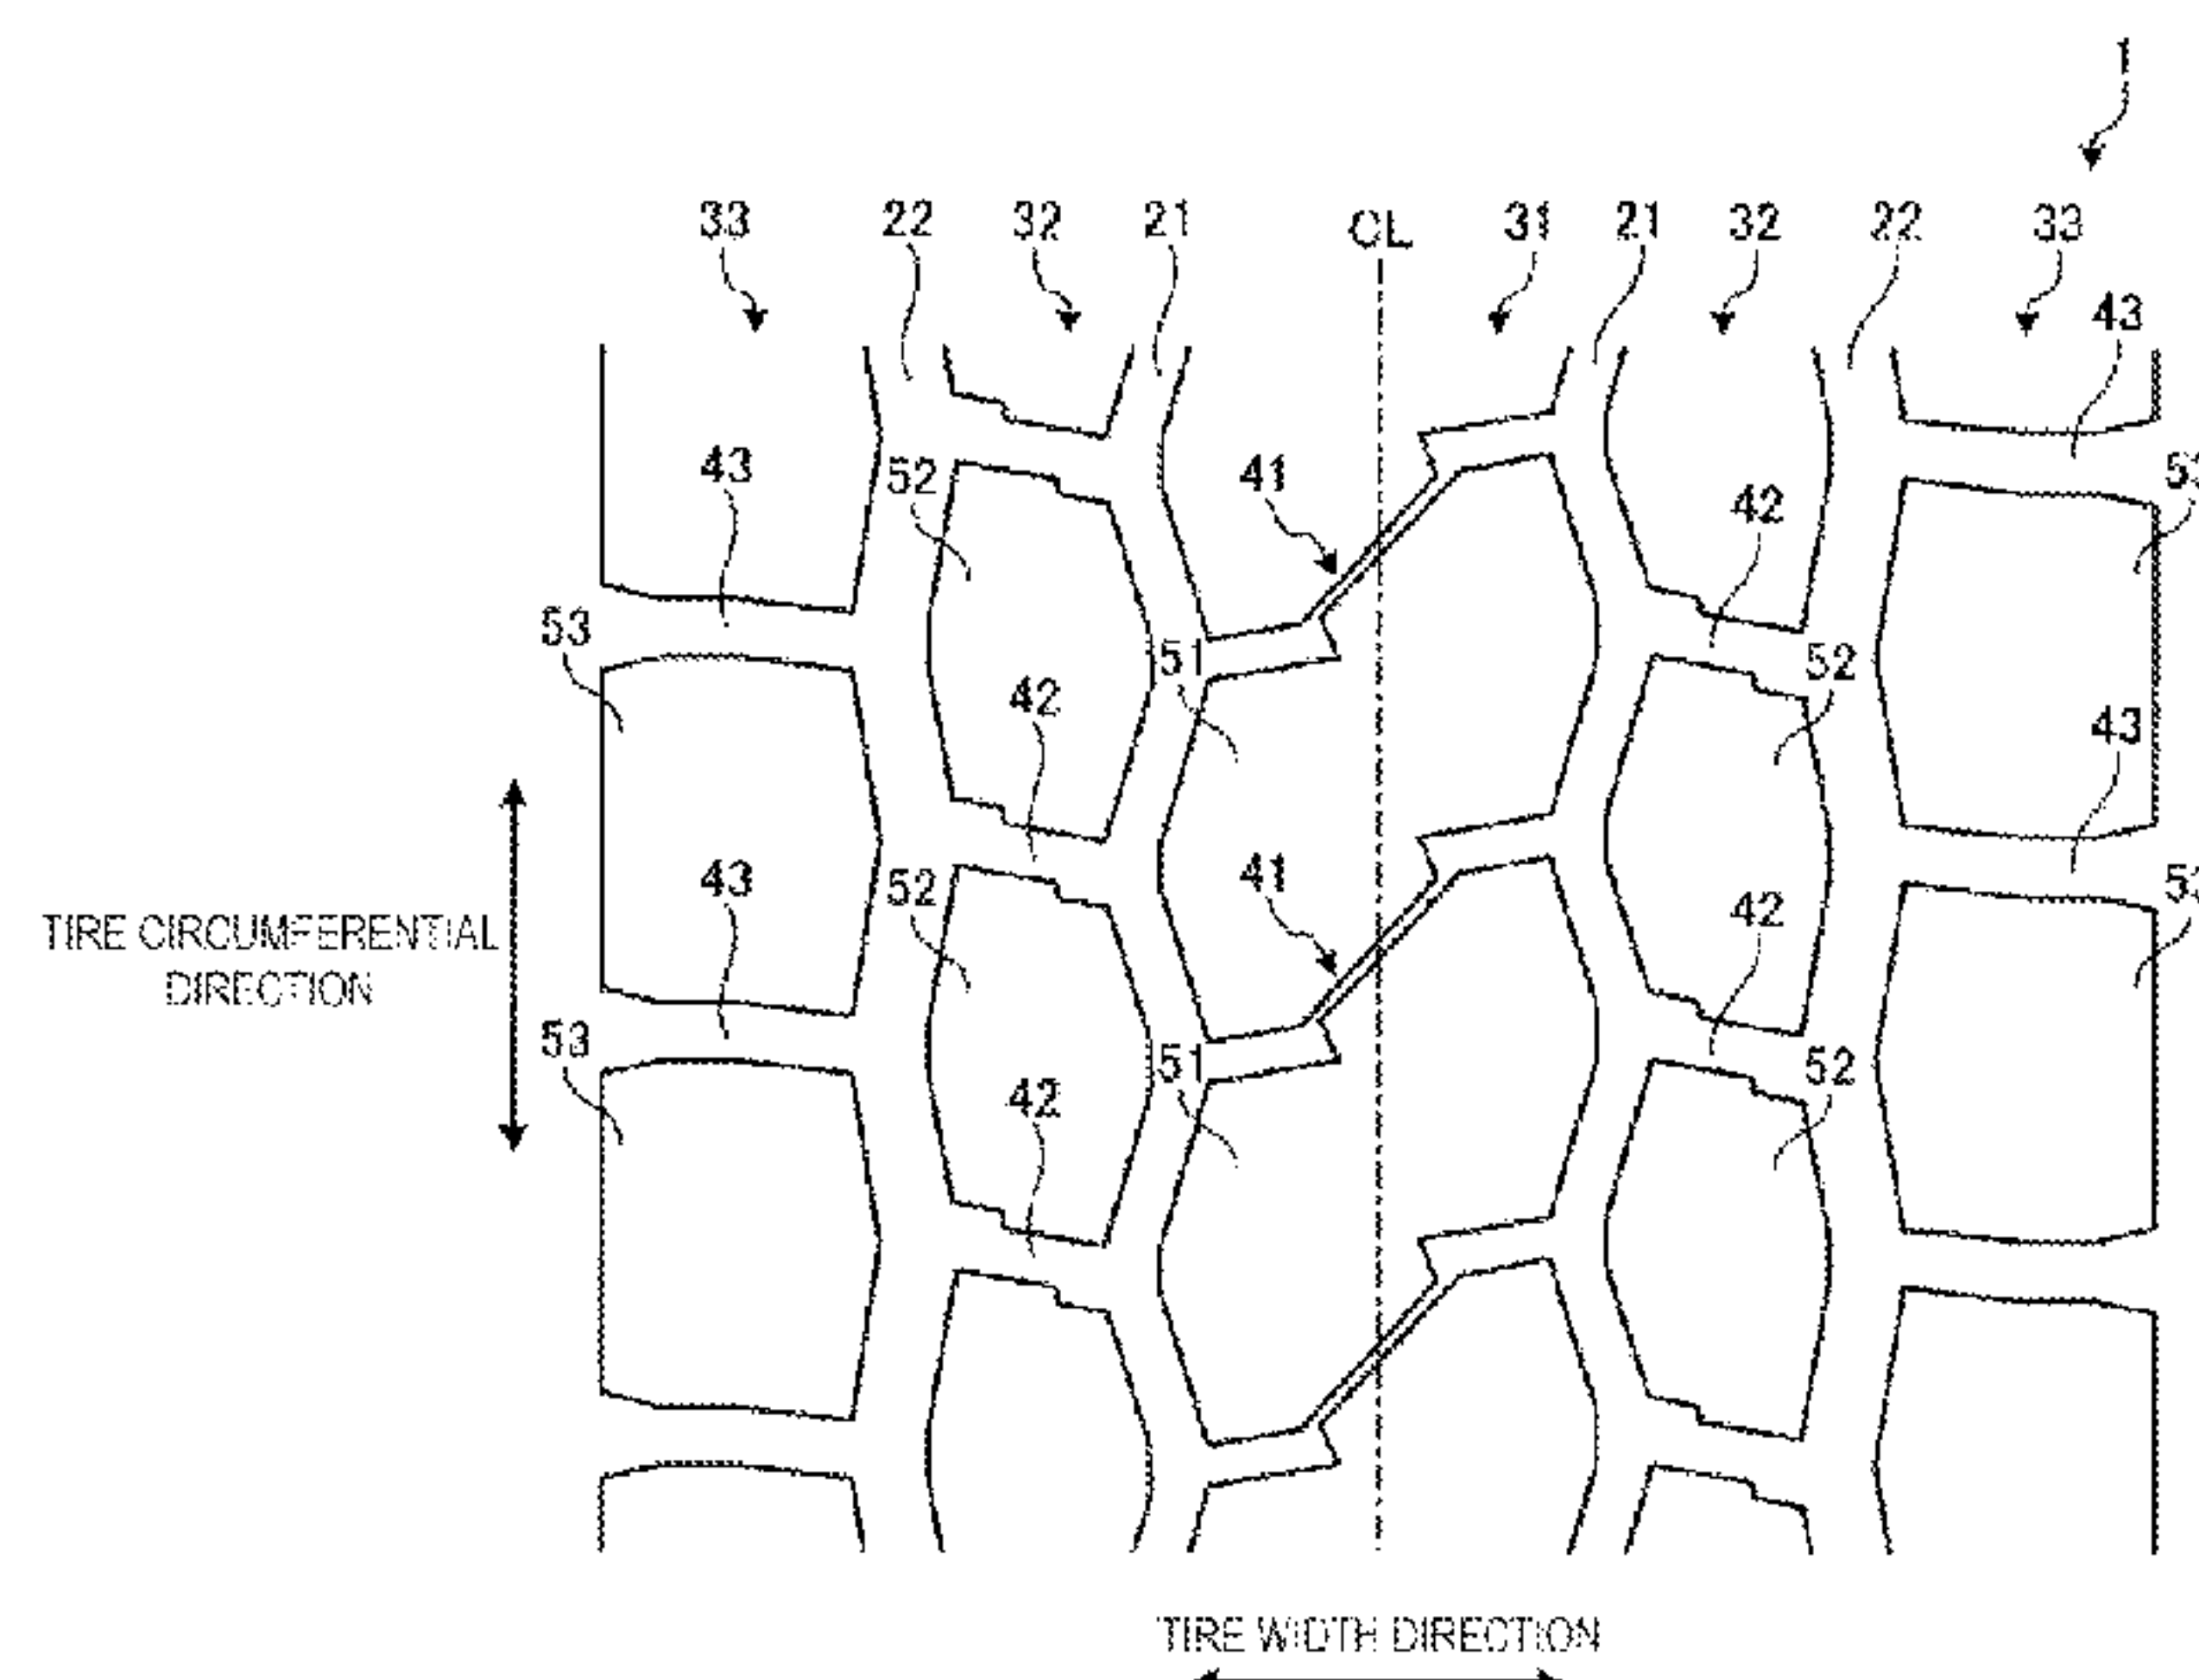 1
33 22 32 21 CL 31 21 32 22 33
43
43 52 41 42 53
53 42 51 52
43
43 52 41 42
TIRE CIRCUMFERENTIAL
DIRECTION
53 42 51 52
TIRE WIDTH DIRECTION